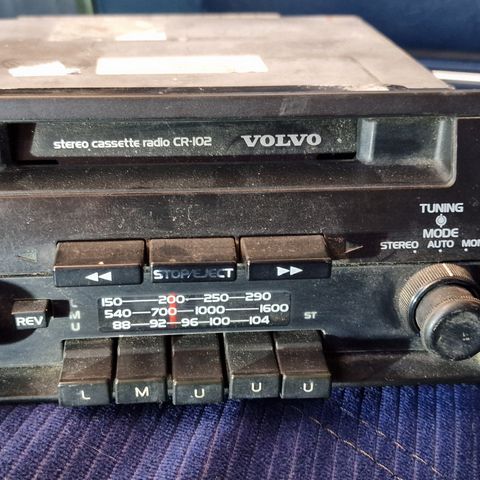 stereo cassette radio CR-102 VOLVO
TUNING
MODE
STEREO AUTO MON
◀◀ STOP/EJECT ▶▶
REV
L 150 200 250 290
M 540 700 1000 1600 ST
U 88 92 96 100 104
L M U U U